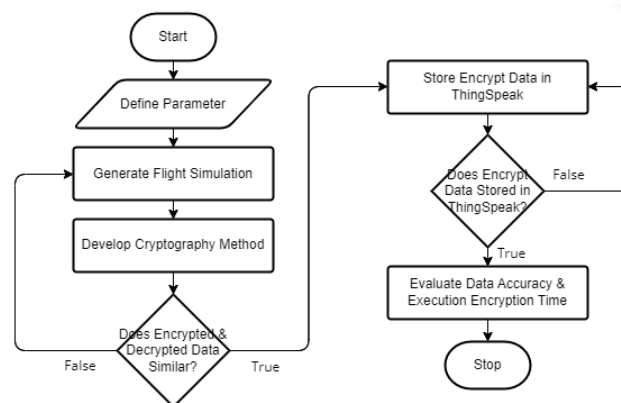 Start
Define Parameter
Generate Flight Simulation
Develop Cryptography Method
Does Encrypted &
Decrypted Data
Similar?
False
True
Store Encrypt Data in
ThingSpeak
Does Encrypt
Data Stored in
ThingSpeak?
False
True
Evaluate Data Accuracy &
Execution Encryption Time
Stop